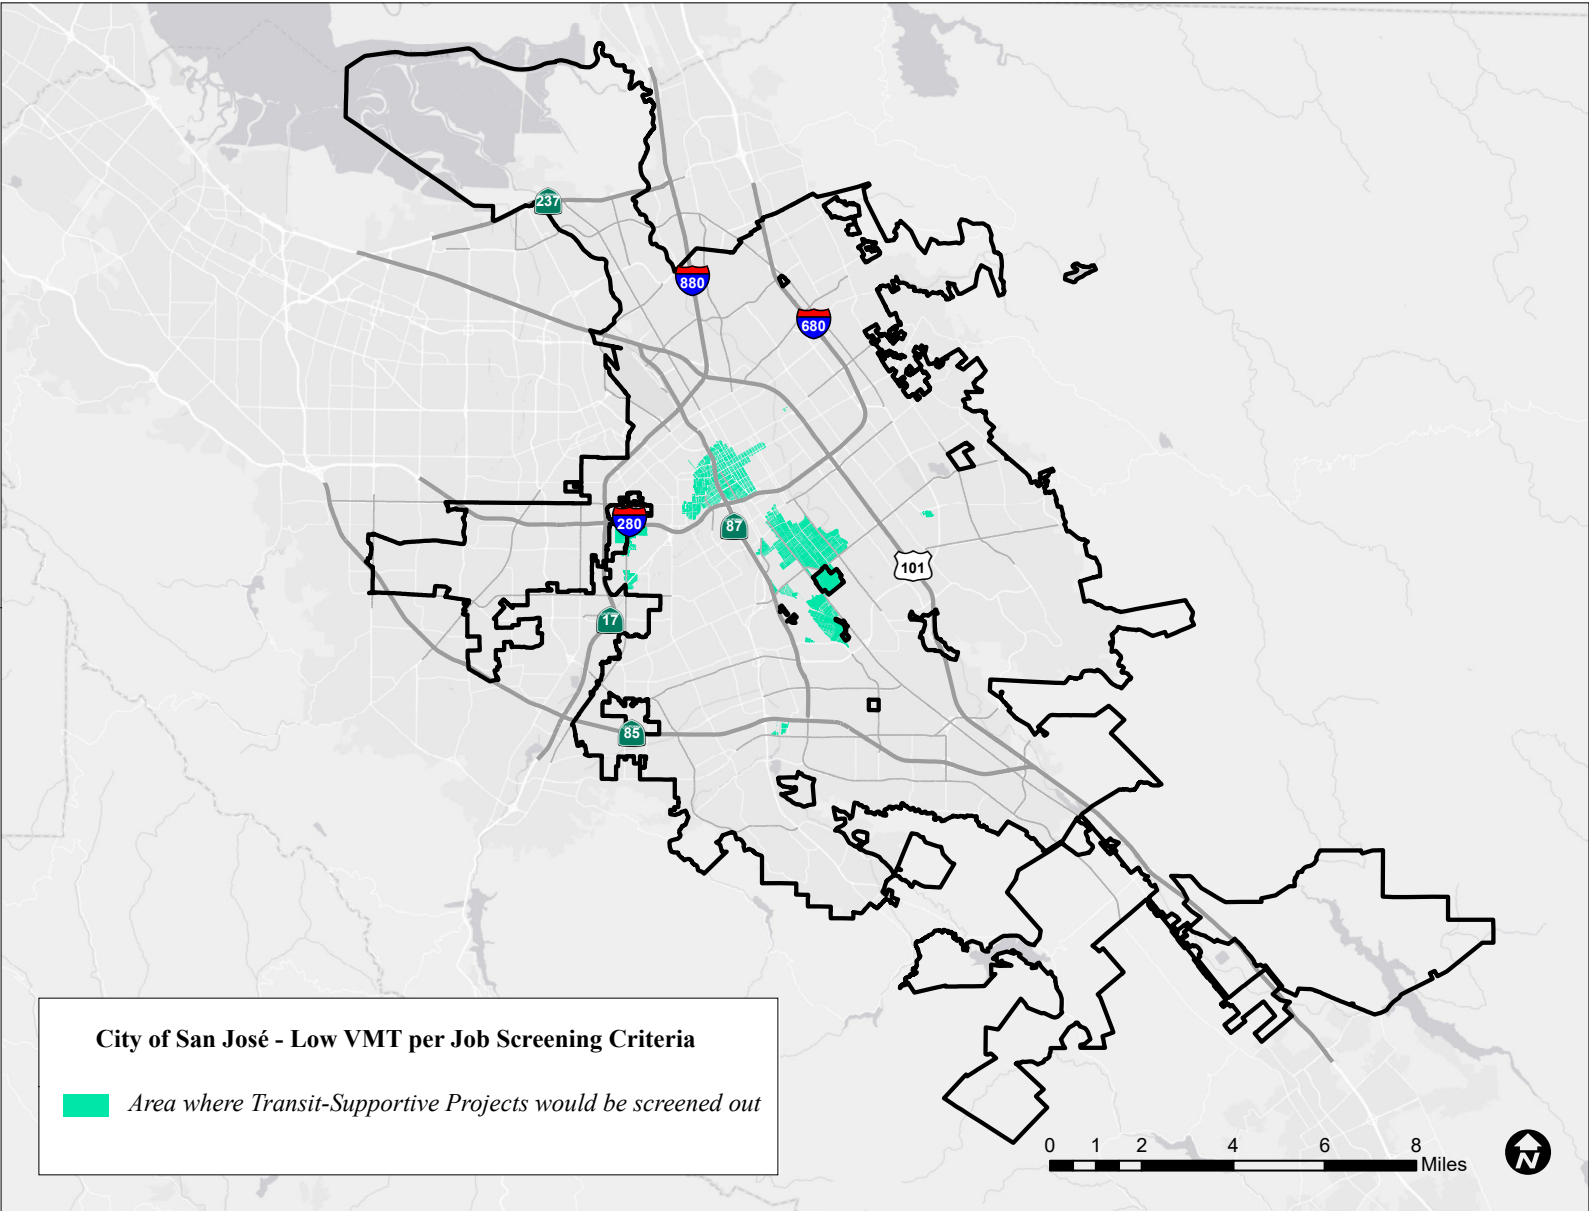 237
880
680
280
87
101
17
85
City of San José - Low VMT per Job Screening Criteria
Area where Transit-Supportive Projects would be screened out
0 1 2 4 6 8
Miles
N